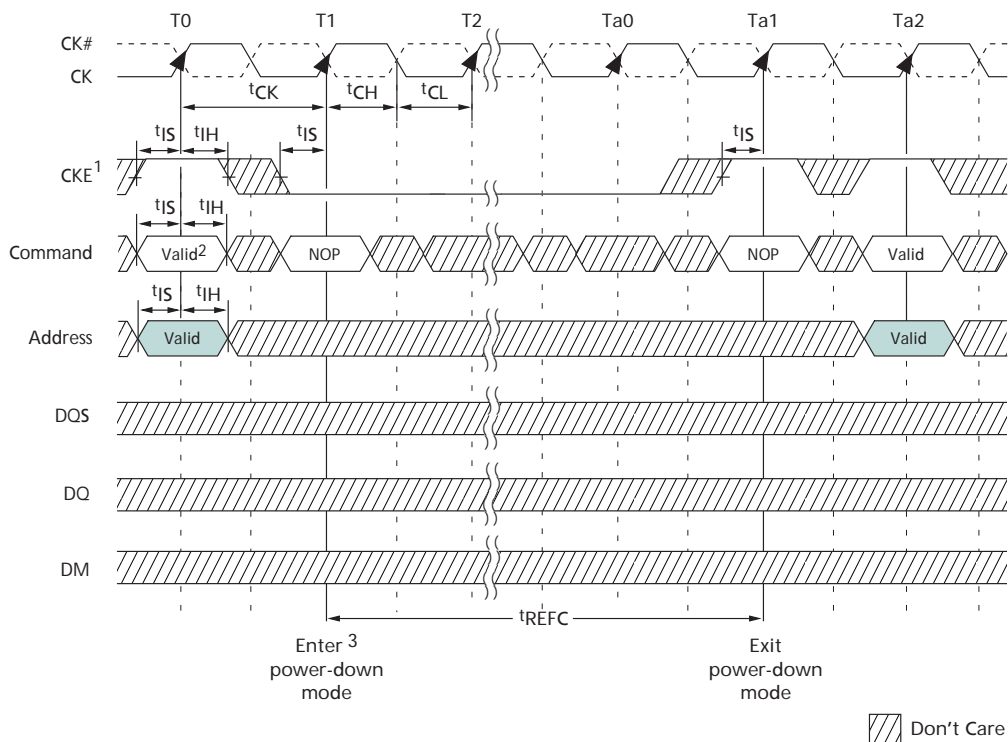 T0 T1 T2 Ta0 Ta1 Ta2
CK#
CK
tCK tCH tCL
tIS tIH tIS tIS
CKE1
tIS tIH
Command Valid2 NOP NOP Valid
tIS tIH
Address Valid Valid
DQS
DQ
DM
tREFC
Enter 3
power-down
mode
Exit
power-down
mode
Don't Care